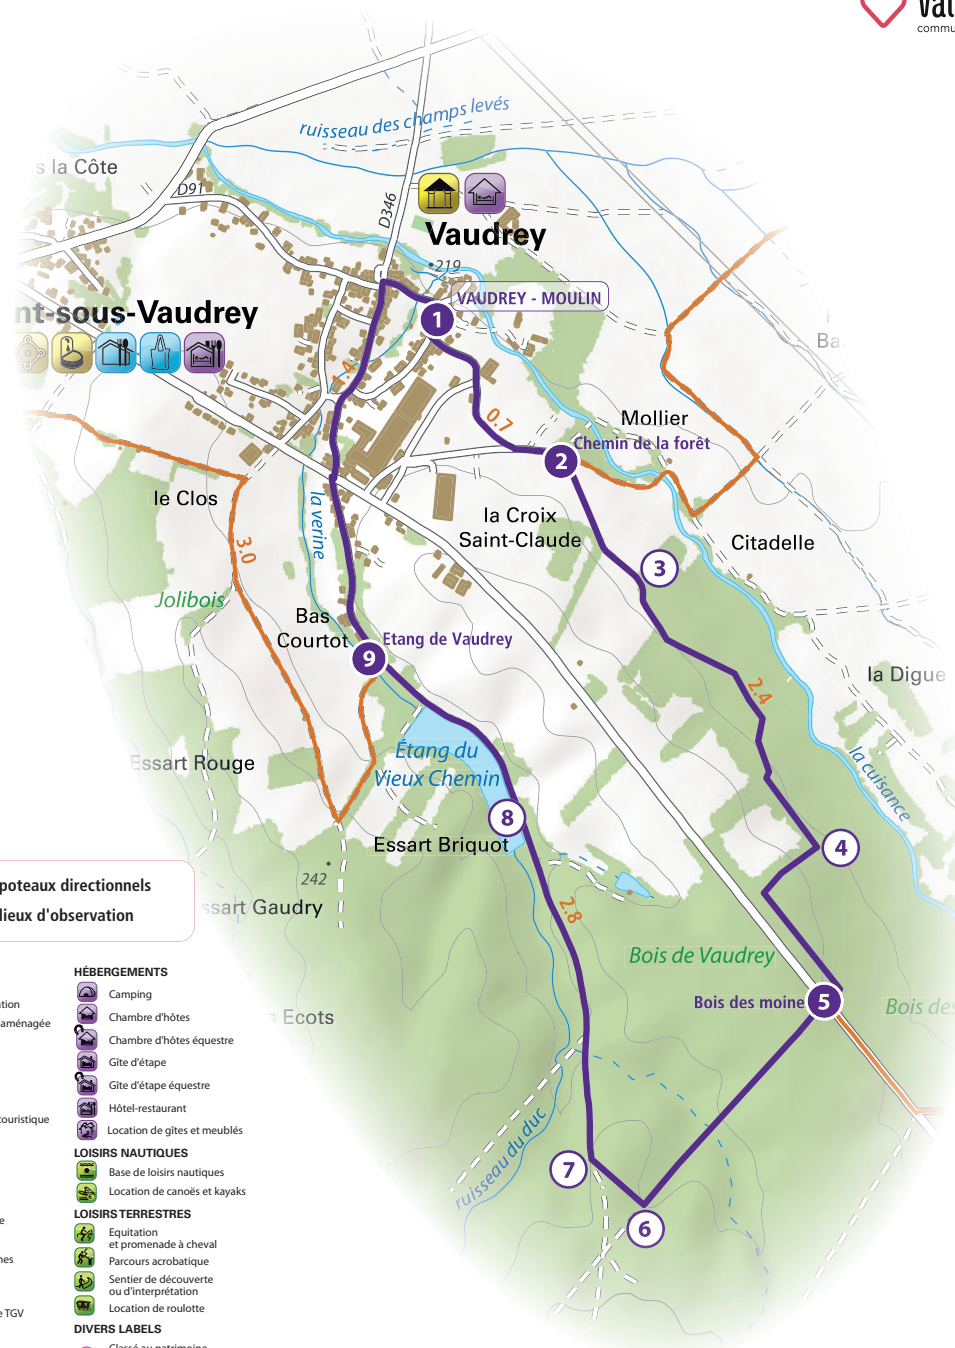 commu
ruisseau des champs levés
s la Côte
D91
D346
Vaudrey
219
VAUDREY - MOULIN
1
nt-sous-Vaudrey
1.4
0.7
Mollier
Chemin de la forêt
2
le Clos
la verine
la Croix
Saint-Claude
Citadelle
3.0
3
Jolibois
Bas
Courtot
Etang de Vaudrey
9
2.4
la Digue
Étang du
Vieux Chemin
Essart Rouge
la cuisance
8
Essart Briquot
4
242
poteaux directionnels
lieux d'observation
ssart Gaudry
2.8
Bois de Vaudrey
Bois des moine
5
Bois des
s Ecots
HÉBERGEMENTS
Camping
Chambre d'hôtes
aménagée
Chambre d'hôtes équestre
Gîte d'étape
Gîte d'étape équestre
Hôtel-restaurant
touristique
Location de gîtes et meublés
ruisseau du duc
7
6
LOISIRS NAUTIQUES
Base de loisirs nautiques
Location de canoës et kayaks
LOISIRS TERRESTRES
Equitation
et promenade à cheval
Parcours acrobatique
Sentier de découverte
ou d'interprétation
Location de roulotte
e TGV
DIVERS LABELS